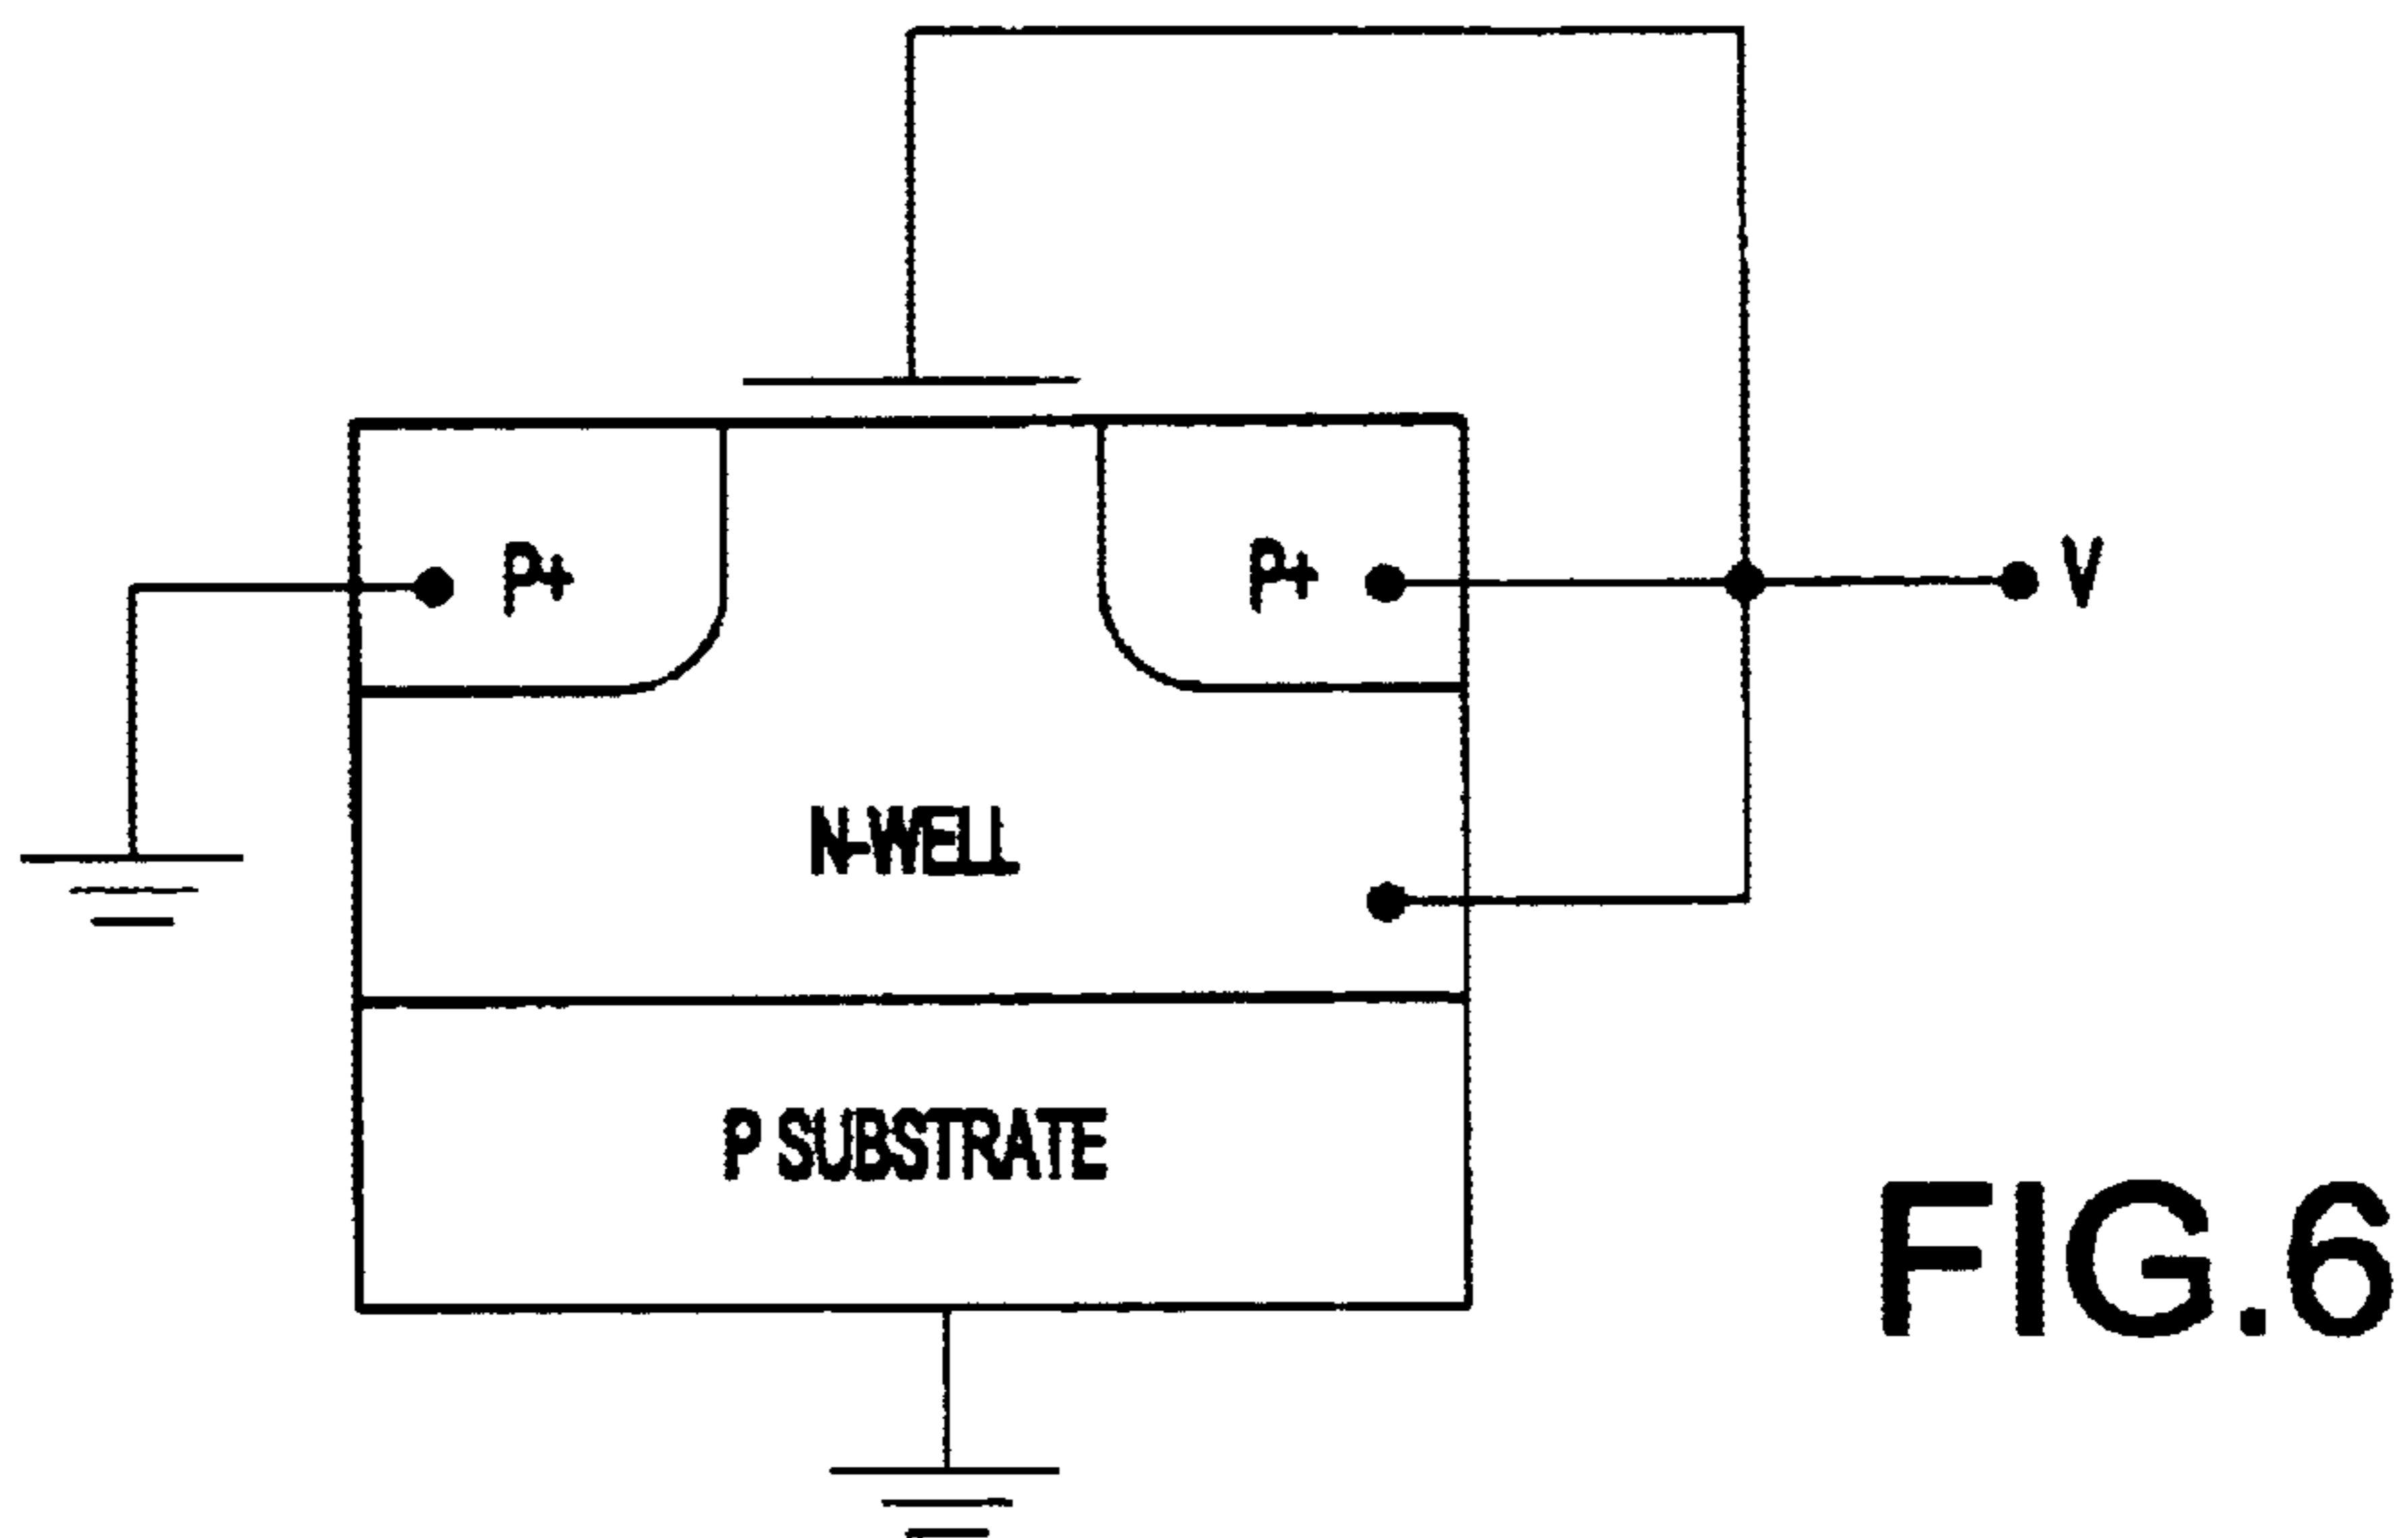 P+
P+
V
N-WELL
P SUBSTRATE
FIG.6